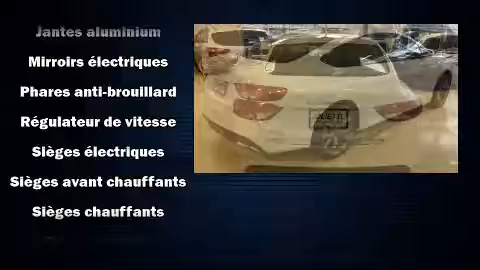 Jantes aluminium
Mirroirs électriques
Phares anti-brouillard
Régulateur de vitesse
Sièges électriques
Sièges avant chauffants
Sièges chauffants